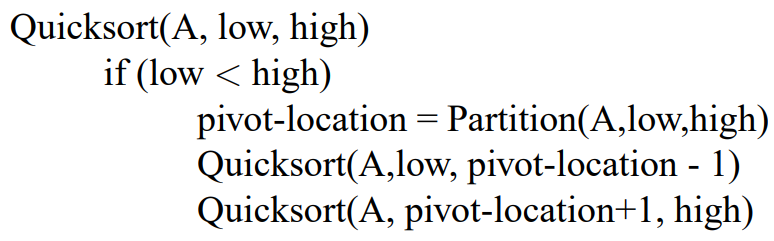 Quicksort(A, low, high)
if (low < high)
pivot-location = Partition(A,low,high)
Quicksort(A,low, pivot-location - 1)
Quicksort(A, pivot-location+1, high)